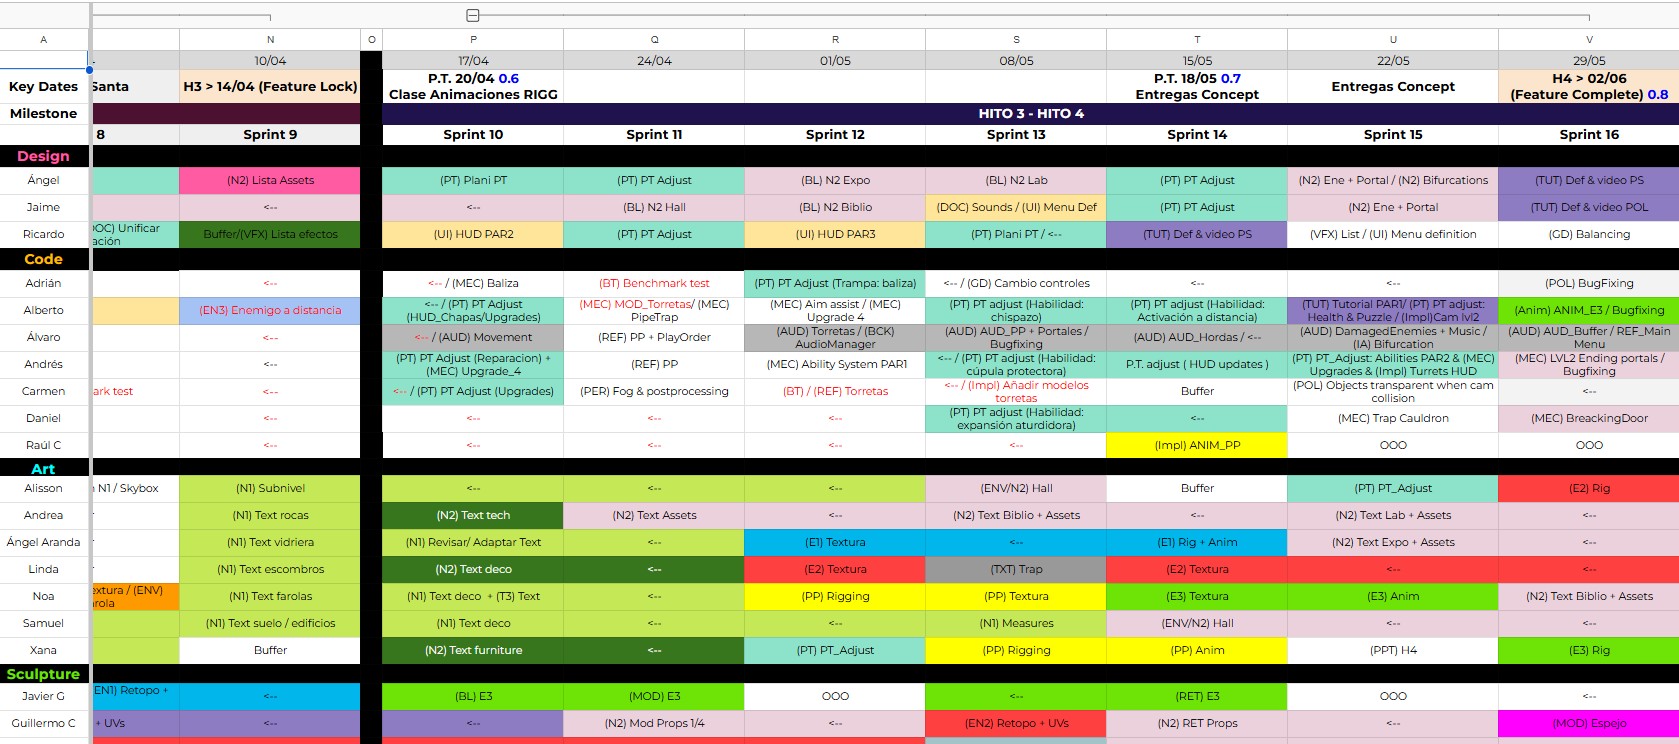 A N O P Q R S T U V
10/04 17/04 24/04 01/05 08/05 15/05 22/05 29/05
Key Dates Santa H3 > 14/04 (Feature Lock) P.T. 20/04 0.6 Clase Animaciones RIGG P.T. 18/05 0.7 Entregas Concept Entregas Concept H4 > 02/06 (Feature Complete) 0.8
Milestone HITO 3 - HITO 4
8 Sprint 9 Sprint 10 Sprint 11 Sprint 12 Sprint 13 Sprint 14 Sprint 15 Sprint 16
Design
Ángel (N2) Lista Assets (PT) Plani PT (PT) PT Adjust (BL) N2 Expo (BL) N2 Lab (PT) PT Adjust (N2) Ene + Portal / (N2) Bifurcations (TUT) Def & video PS
Jaime <-- <-- (BL) N2 Hall (BL) N2 Biblio (DOC) Sounds / (UI) Menu Def (PT) PT Adjust (N2) Ene + Portal (TUT) Def & video POL
Ricardo OC) Unificar ación Buffer/(VFX) Lista efectos (UI) HUD PAR2 (PT) PT Adjust (UI) HUD PAR3 (PT) Plani PT / <-- (TUT) Def & video PS (VFX) List / (UI) Menu definition (GD) Balancing
Code
Adrián <-- <-- / (MEC) Baliza (BT) Benchmark test (PT) PT Adjust (Trampa: baliza) <-- / (GD) Cambio controles <-- <-- (POL) BugFixing
Alberto (EN3) Enemigo a distancia <-- / (PT) PT Adjust (HUD_Chapas/Upgrades) (MEC) MOD_Torretas/ (MEC) PipeTrap (MEC) Aim assist / (MEC) Upgrade 4 (PT) PT adjust (Habilidad: chispazo) (PT) PT adjust (Habilidad: Activación a distancia) (TUT) Tutorial PAR1/ (PT) PT adjust: Health & Puzzle / (Impl)Cam lvl2 (Anim) ANIM_E3 / Bugfixing
Álvaro <-- <-- / (AUD) Movement (REF) PP + PlayOrder (AUD) Torretas / (BCK) AudioManager (AUD) AUD_PP + Portales / Bugfixing (AUD) AUD_Hordas / <-- (AUD) DamagedEnemies + Music / (IA) Bifurcation (AUD) AUD_Buffer / REF_Main Menu
Andrés <-- (PT) PT Adjust (Reparacion) + (MEC) Upgrade_4 (REF) PP (MEC) Ability System PAR1 <-- / (PT) PT adjust (Habilidad: cúpula protectora) P.T. adjust ( HUD updates ) (PT) PT_Adjust: Abilities PAR2 & (MEC) Upgrades & (Impl) Turrets HUD (MEC) LVL2 Ending portals / Bugfixing
Carmen ark test <-- <-- / (PT) PT Adjust (Upgrades) (PER) Fog & postprocessing (BT) / (REF) Torretas <-- / (Impl) Añadir modelos torretas Buffer (POL) Objects transparent when cam collision <--
Daniel <-- <-- <-- <-- (PT) PT adjust (Habilidad: expansión aturdidora) <-- (MEC) Trap Cauldron (MEC) BreackingDoor
Raúl C <-- <-- <-- <-- <-- (Impl) ANIM_PP OOO OOO
Art
Alisson N1 / Skybox (N1) Subnivel <-- <-- <-- (ENV/N2) Hall Buffer (PT) PT_Adjust (E2) Rig
Andrea (N1) Text rocas (N2) Text tech (N2) Text Assets <-- (N2) Text Biblio + Assets <-- (N2) Text Lab + Assets <--
Ángel Aranda (N1) Text vidriera (N1) Revisar/ Adaptar Text <-- (E1) Textura <-- (E1) Rig + Anim (N2) Text Expo + Assets <--
Linda (N1) Text escombros (N2) Text deco <-- (E2) Textura (TXT) Trap (E2) Textura <-- <--
Noa extura / (ENV) rola (N1) Text farolas (N1) Text deco + (T3) Text <-- (PP) Rigging (PP) Textura (E3) Textura (E3) Anim (N2) Text Biblio + Assets
Samuel (N1) Text suelo / edificios (N1) Text deco <-- <-- (N1) Measures (ENV/N2) Hall <-- <--
Xana Buffer (N2) Text furniture <-- (PT) PT_Adjust (PP) Rigging (PP) Anim (PPT) H4 (E3) Rig
Sculpture
Javier G EN1) Retopo + <-- (BL) E3 (MOD) E3 OOO <-- (RET) E3 OOO <--
Guillermo C + UVs <-- <-- (N2) Mod Props 1/4 <-- (EN2) Retopo + UVs (N2) RET Props <-- (MOD) Espejo